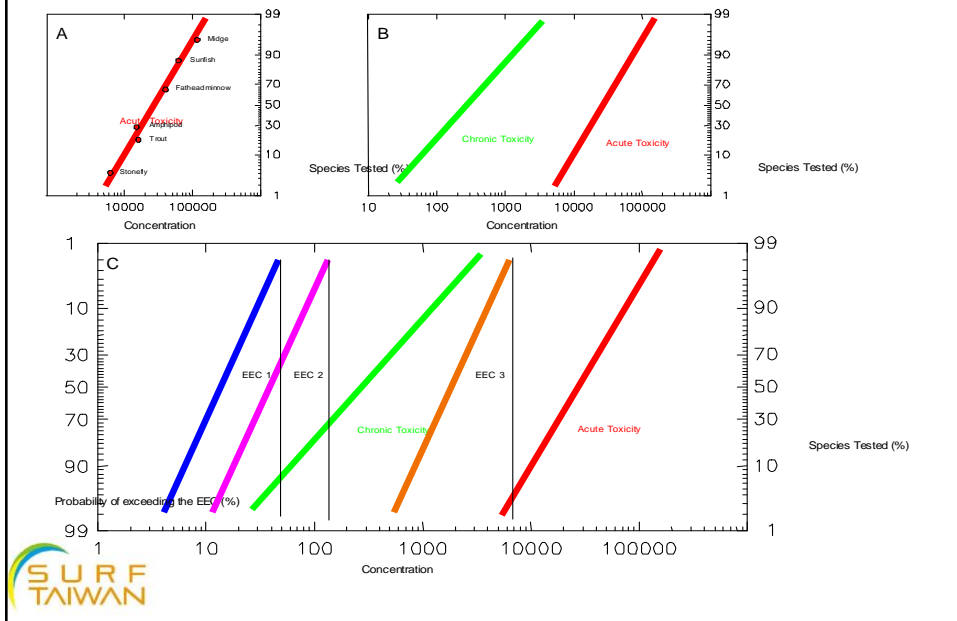 A
99
90
70
50
30
10
1
Midge
Sunfish
Fathead minnow
Acute Toxicity
Amphipod
Trout
Stonefly
10000 100000
Concentration
Species Tested (%)
B
99
90
70
50
30
10
1
Chronic Toxicity
Acute Toxicity
10 100 1000 10000 100000
Concentration
Species Tested (%)
C
1
10
30
50
70
90
99
99
90
70
50
30
10
1
EEC 1
EEC 2
EEC 3
Chronic Toxicity
Acute Toxicity
Species Tested (%)
Probability of exceeding the EEC (%)
1 10 100 1000 10000 100000
Concentration
SURF
TAIWAN